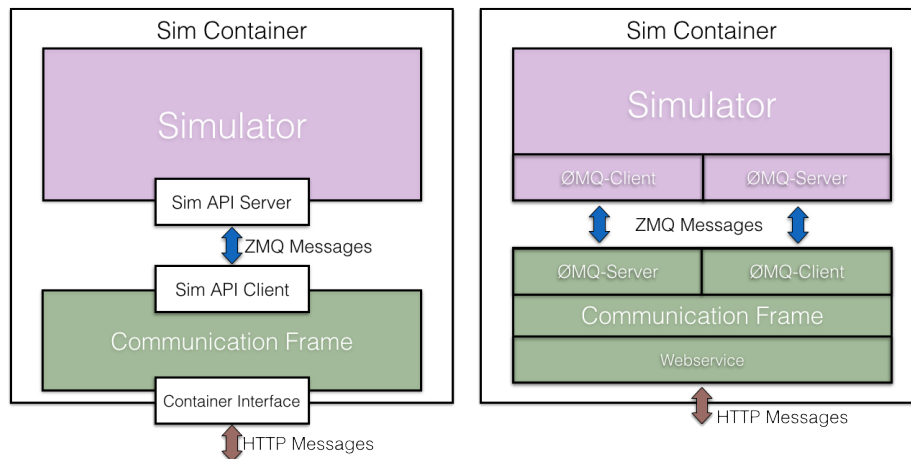 Sim Container
Simulator
Sim API Server
ZMQ Messages
Sim API Client
Communication Frame
Container Interface
HTTP Messages
Sim Container
Simulator
ØMQ-Client
ØMQ-Server
ZMQ Messages
ØMQ-Server
ØMQ-Client
Communication Frame
Webservice
HTTP Messages